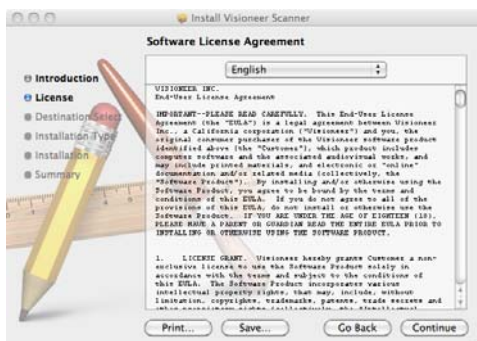 Install Visioneer Scanner
Software License Agreement
English
Introduction
License
Destination Select
Installation Type
Installation
Summary
VISIONEER INC.
End-User License Agreement
IMPORTANT--PLEASE READ CAREFULLY. This End-User License
Agreement (the "EULA") is a legal agreement between Visioneer
Inc., a California corporation ("Visioneer") and you, the
original consumer purchaser of the Visioneer software product
identified above (the "Customer"), which product includes
computer software and the associated audiovisual works, and
may include printed materials, and electronic or "online"
documentation and/or related media (collectively, the
"Software Product"). By installing and/or otherwise using the
Software Product, you agree to be bound by the terms and
conditions of this EULA. If you do not agree to all of the
provisions of this EULA, do not install or otherwise use the
Software Product. IF YOU ARE UNDER THE AGE OF EIGHTEEN (18),
PLEASE HAVE A PARENT OR GUARDIAN READ THE ENTIRE EULA PRIOR TO
INSTALLING OR OTHERWISE USING THE SOFTWARE PRODUCT.
1. LICENSE GRANT. Visioneer hereby grants Customer a non-
exclusive license to use the Software Product solely in
accordance with the terms and subject to the conditions of
this EULA. The Software Product incorporates various
intellectual property rights, that may, include, without
limitation, copyrights, trademarks, patents, trade secrets and
Print...
Save...
Go Back
Continue